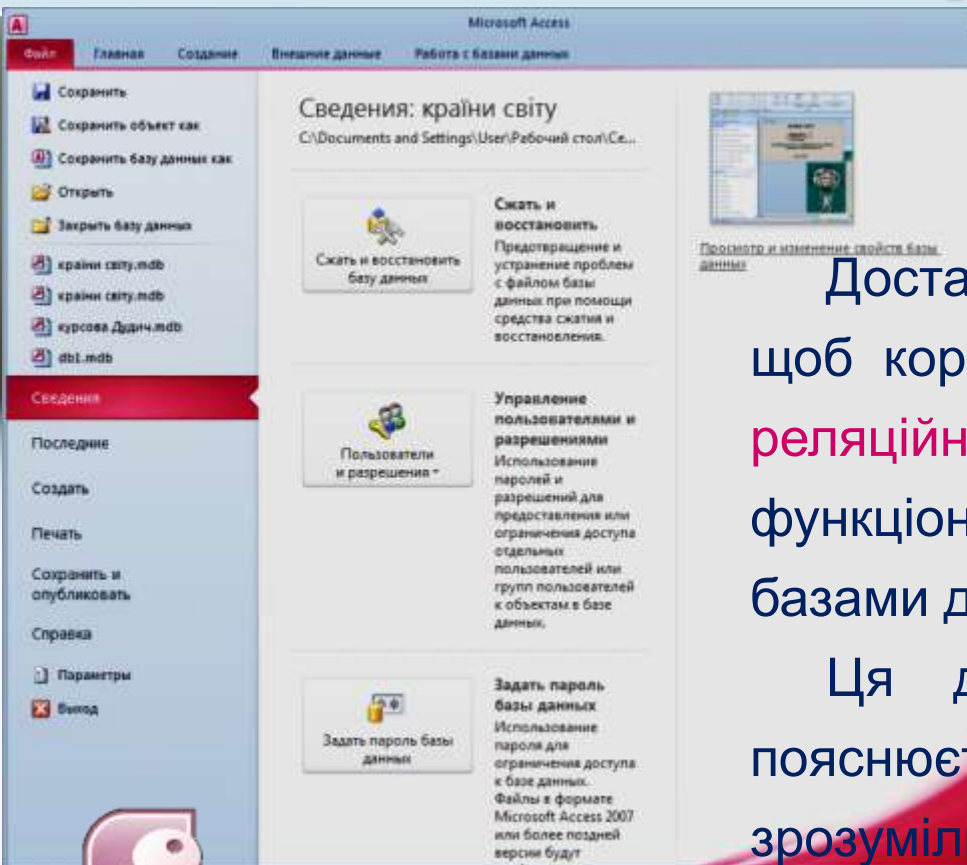 Microsoft Access
Файл Главная Создание Внешние данные Работа с базами данных
Сохранить
Сохранить объект как
Сохранить базу данных как
Открыть
Закрыть базу данных
країни світу.mdb
країни світу.mdb
курсова Дудич.mdb
db1.mdb
Сведения
Последние
Создать
Печать
Сохранить и
опубликовать
Справка
Параметры
Выход
Сведения: країни світу
C:\Documents and Settings\User\Рабочий стол\Се...
Сжать и восстановить
базу данных
Сжать и
восстановить
Предотвращение и
устранение проблем
с файлом базы
данных при помощи
средства сжатия и
восстановления.
Пользователи
и разрешения
Управление
пользователями и
разрешениями
Использование
паролей и
разрешений для
предоставления или
ограничения доступа
отдельных
пользователей или
групп пользователей
к объектам в базе
данных.
Задать пароль базы
данных
Задать пароль
базы данных
Использование
пароля для
ограничения доступа
к базе данных.
Файлы в формате
Microsoft Access 2007
или более поздней
версии будут
Просмотр и изменение свойств базы
данных
Доста
щоб кор
реляційн
функціон
базами д
Ця д
пояснюєт
зрозуміл